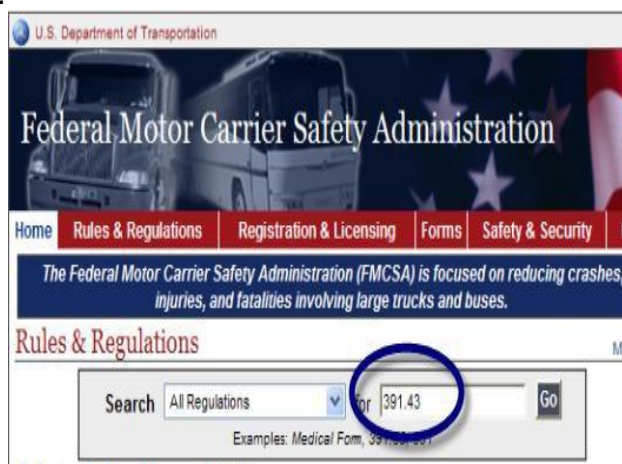 U.S. Department of Transportation
Federal Motor Carrier Safety Administration
Home Rules & Regulations Registration & Licensing Forms Safety & Security
The Federal Motor Carrier Safety Administration (FMCSA) is focused on reducing crashes,
injuries, and fatalities involving large trucks and buses.
Rules & Regulations
Search All Regulations for 391.43 Go
Examples: Medical Form,